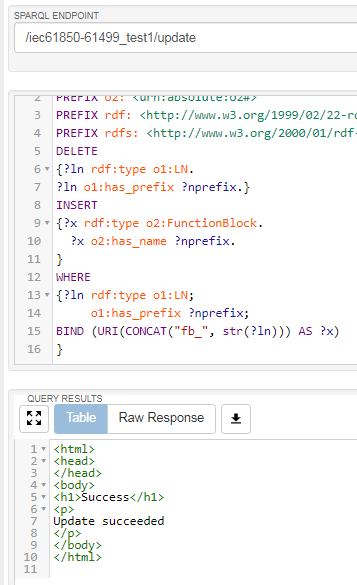 SPARQL ENDPOINT
/iec61850-61499_test1/update
2 PREFIX o2: <urn:absolute:o2#>
3 PREFIX rdf: <http://www.w3.org/1999/02/22-rd
4 PREFIX rdfs: <http://www.w3.org/2000/01/rdf-
5 DELETE
6 {?ln rdf:type o1:LN.
7 ?ln o1:has_prefix ?nprefix.}
8 INSERT
9 {?x rdf:type o2:FunctionBlock.
10 ?x o2:has_name ?nprefix.
11 }
12 WHERE
13 {?ln rdf:type o1:LN;
14 o1:has_prefix ?nprefix;
15 BIND (URI(CONCAT("fb_", str(?ln))) AS ?x)
16 }
QUERY RESULTS
Table Raw Response
1 <html>
2 <head>
3 </head>
4 <body>
5 <h1>Success</h1>
6 <p>
7 Update succeeded
8 </p>
9 </body>
10 </html>
11